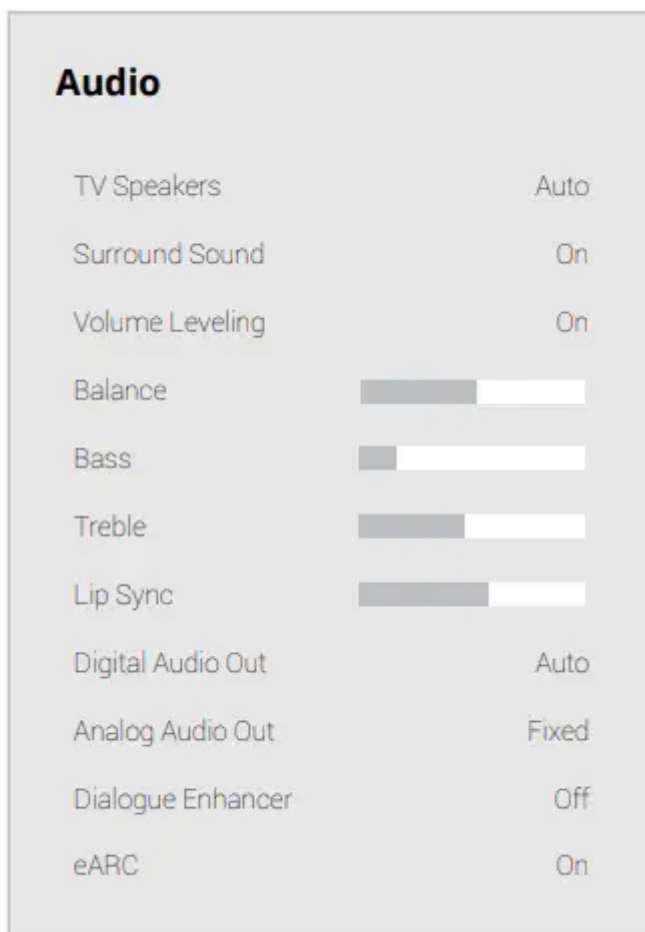 Audio
TV Speakers Auto
Surround Sound On
Volume Leveling On
Balance
Bass
Treble
Lip Sync
Digital Audio Out Auto
Analog Audio Out Fixed
Dialogue Enhancer Off
eARC On